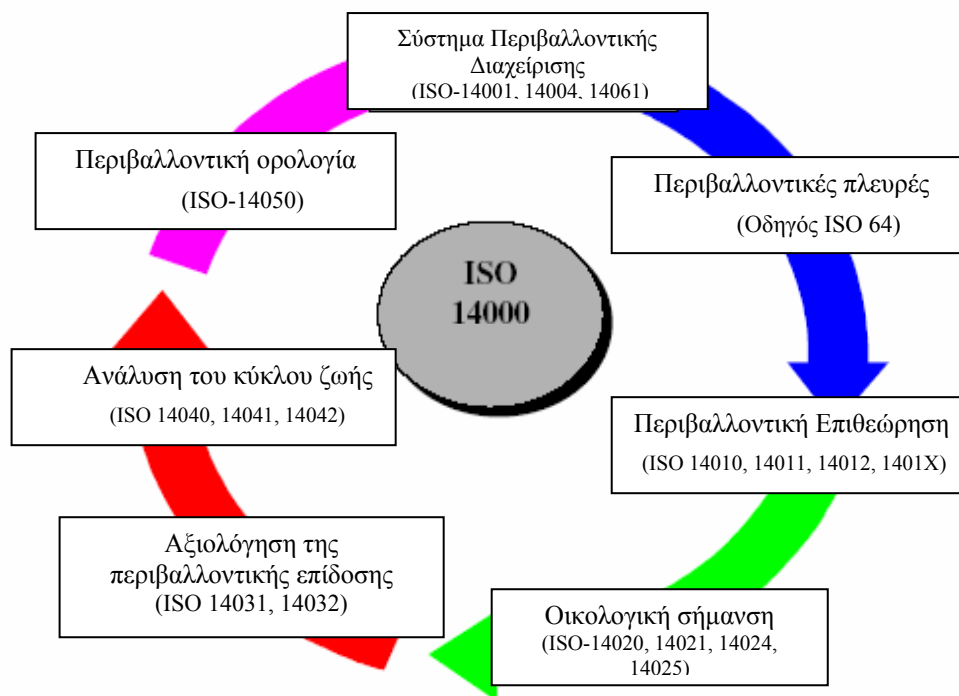 Σύστημα Περιβαλλοντικής
Διαχείρισης
(ISO-14001, 14004, 14061)
Περιβαλλοντική ορολογία
(ISO-14050)
Περιβαλλοντικές πλευρές
(Οδηγός ISO 64)
ISO
14000
Ανάλυση του κύκλου ζωής
(ISO 14040, 14041, 14042)
Περιβαλλοντική Επιθεώρηση
(ISO 14010, 14011, 14012, 1401X)
Αξιολόγηση της
περιβαλλοντικής επίδοσης
(ISO 14031, 14032)
Οικολογική σήμανση
(ISO-14020, 14021, 14024,
14025)